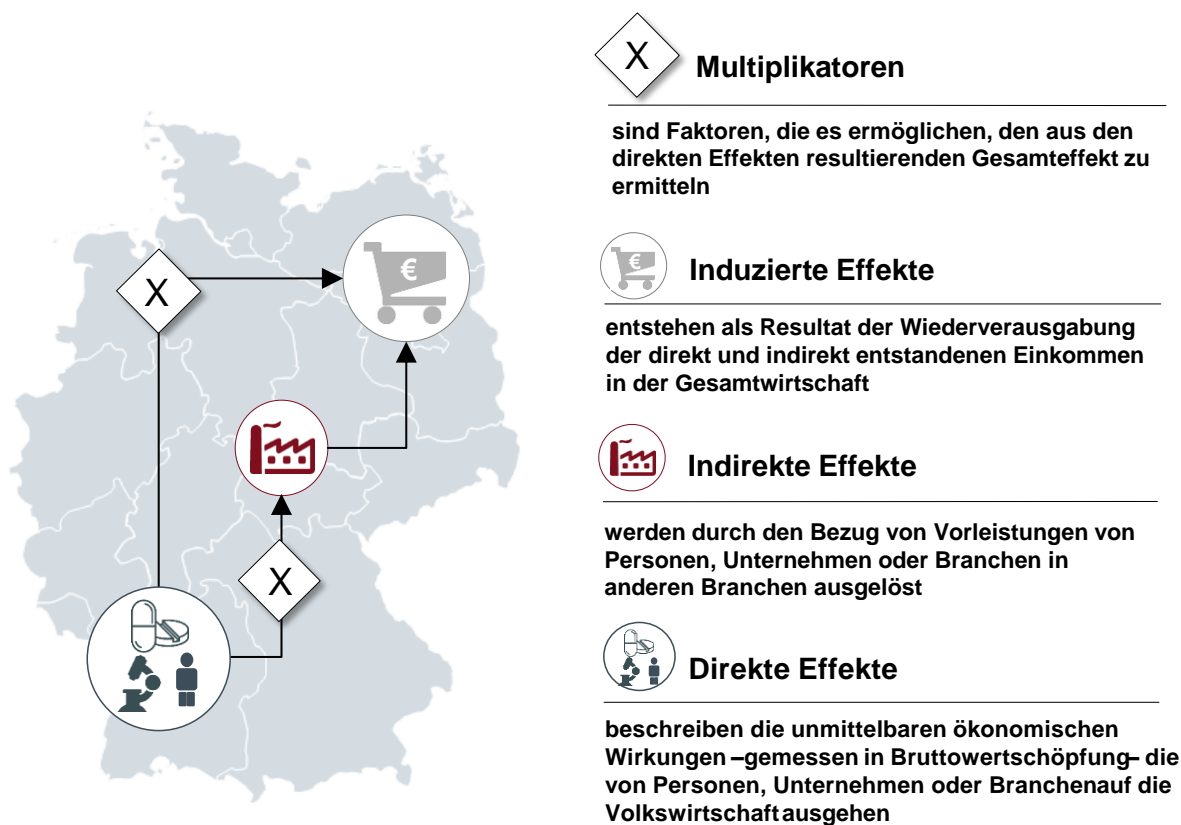 X
Multiplikatoren
sind Faktoren, die es ermöglichen, den aus den
direkten Effekten resultierenden Gesamteffekt zu
ermitteln
€
Induzierte Effekte
entstehen als Resultat der Wiederverausgabung
der direkt und indirekt entstandenen Einkommen
in der Gesamtwirtschaft
Indirekte Effekte
werden durch den Bezug von Vorleistungen von
Personen, Unternehmen oder Branchen in
anderen Branchen ausgelöst
Direkte Effekte
beschreiben die unmittelbaren ökonomischen
Wirkungen –gemessen in Bruttowertschöpfung– die
von Personen, Unternehmen oder Branchenauf die
Volkswirtschaft ausgehen
€
X
X